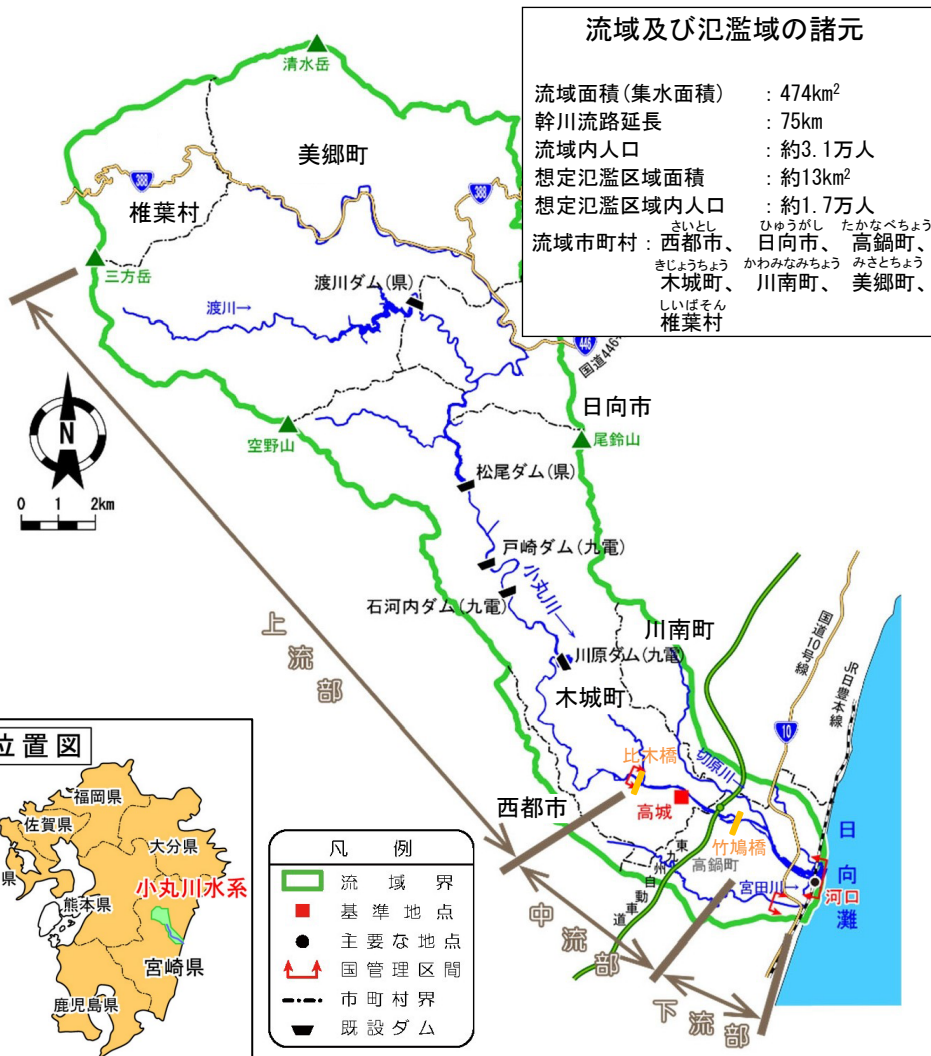 流域及び氾濫域の諸元
流域面積(集水面積) : 474km²
幹川流路延長 : 75km
流域内人口 : 約3.1万人
想定氾濫区域面積 : 約13km²
想定氾濫区域内人口 : 約1.7万人
さいとし ひゅうがし たかなべちょう
流域市町村 : 西都市、 日向市、 高鍋町、
きじょうちょう かわみなみちょう みさとちょう
木城町、 川南町、 美郷町、
しいばそん
椎葉村
清水岳
美郷町
388
388
椎葉村
三方岳
渡川ダム(県)
渡川→
446
国道446
日向市
尾鈴山
空野山
N
0 1 2km
松尾ダム(県)
戸崎ダム(九電)
小丸川→
石河内ダム(九電)
川原ダム(九電)
川南町
国道10号線
JR日豊本線
10
木城町
比木橋
切原川→
西都市
高城
竹鳩橋
高鍋町
東九州自動車道
宮田川→
河口
日向灘
上流部
中流部
下流部
位置図
福岡県
佐賀県
大分県
県
熊本県
小丸川水系
宮崎県
鹿児島県
凡例
流域界
基準地点
主要な地点
国管理区間
市町村界
既設ダム